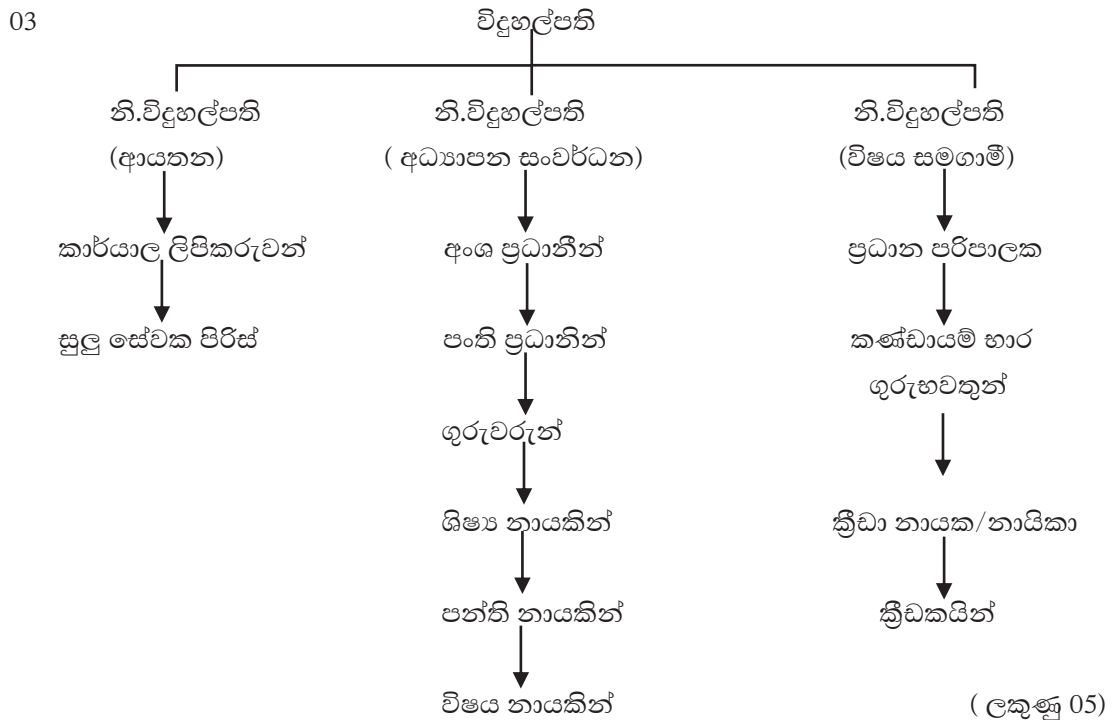 03
විදුහල්පති
නි.විදුහල්පති නි.විදුහල්පති නි.විදුහල්පති
(ආයතන) ( අධ්‍යාපන සංවර්ධන) (විෂය සමගාමී)
කාර්යාල ලිපිකරුවන් අංශ ප්‍රධානීන් ප්‍රධාන පරිපාලක
සුලු සේවක පිරිස් පංති ප්‍රධානින් කණ්ඩායම් භාර
ගුරුභවතුන්
ගුරුවරුන්
ශිෂ්‍ය නායකින් ක්‍රීඩා නායක/නායිකා
පන්ති නායකින් ක්‍රීඩකයින්
විෂය නායකින් ( ලකුණු 05)